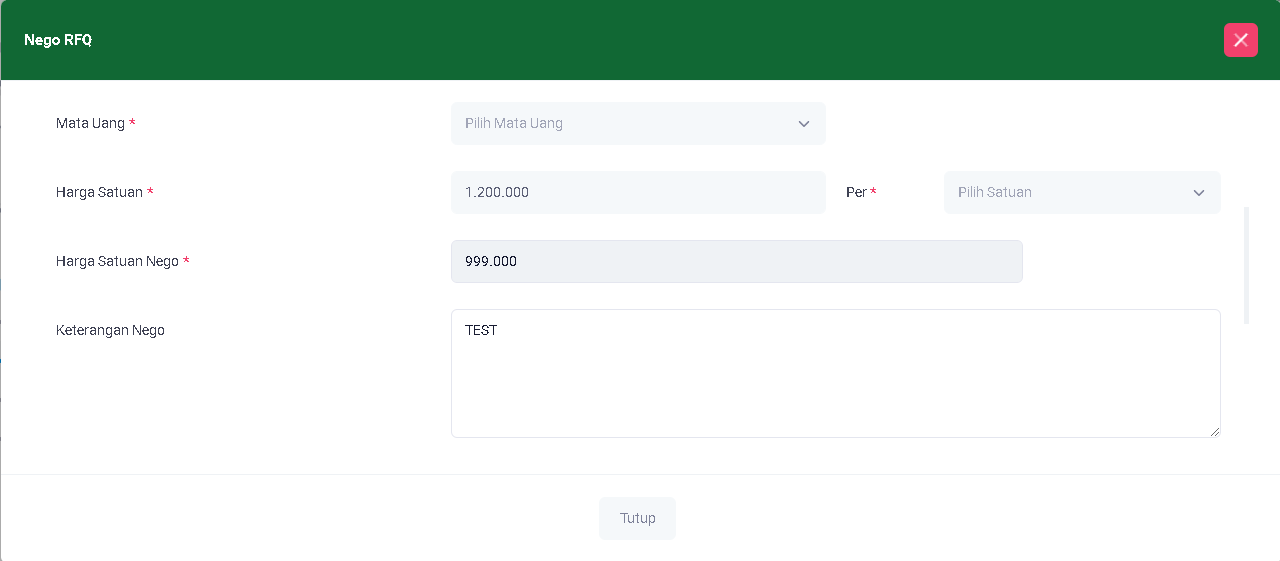 Nego RFQ
Mata Uang * Pilih Mata Uang
Harga Satuan * 1.200.000 Per * Pilih Satuan
Harga Satuan Nego * 999.000
Keterangan Nego TEST
Tutup